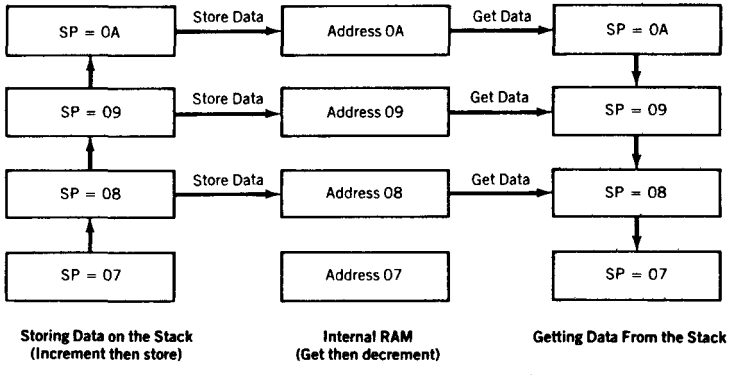 SP = 0A
Store Data
Address 0A
Get Data
SP = 0A
SP = 09
Store Data
Address 09
Get Data
SP = 09
SP = 08
Store Data
Address 08
Get Data
SP = 08
SP = 07
Address 07
SP = 07
Storing Data on the Stack
(Increment then store)
Internal RAM
(Get then decrement)
Getting Data From the Stack